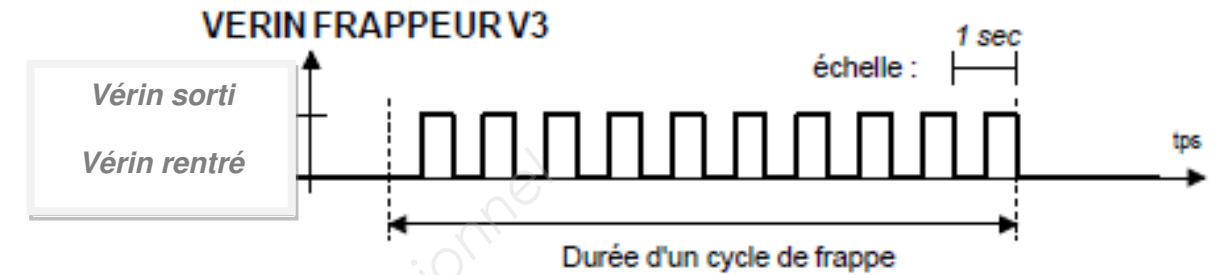 VERIN FRAPPEUR V3
1 sec
échelle :
Vérin sorti
Vérin rentré
tps
Durée d'un cycle de frappe